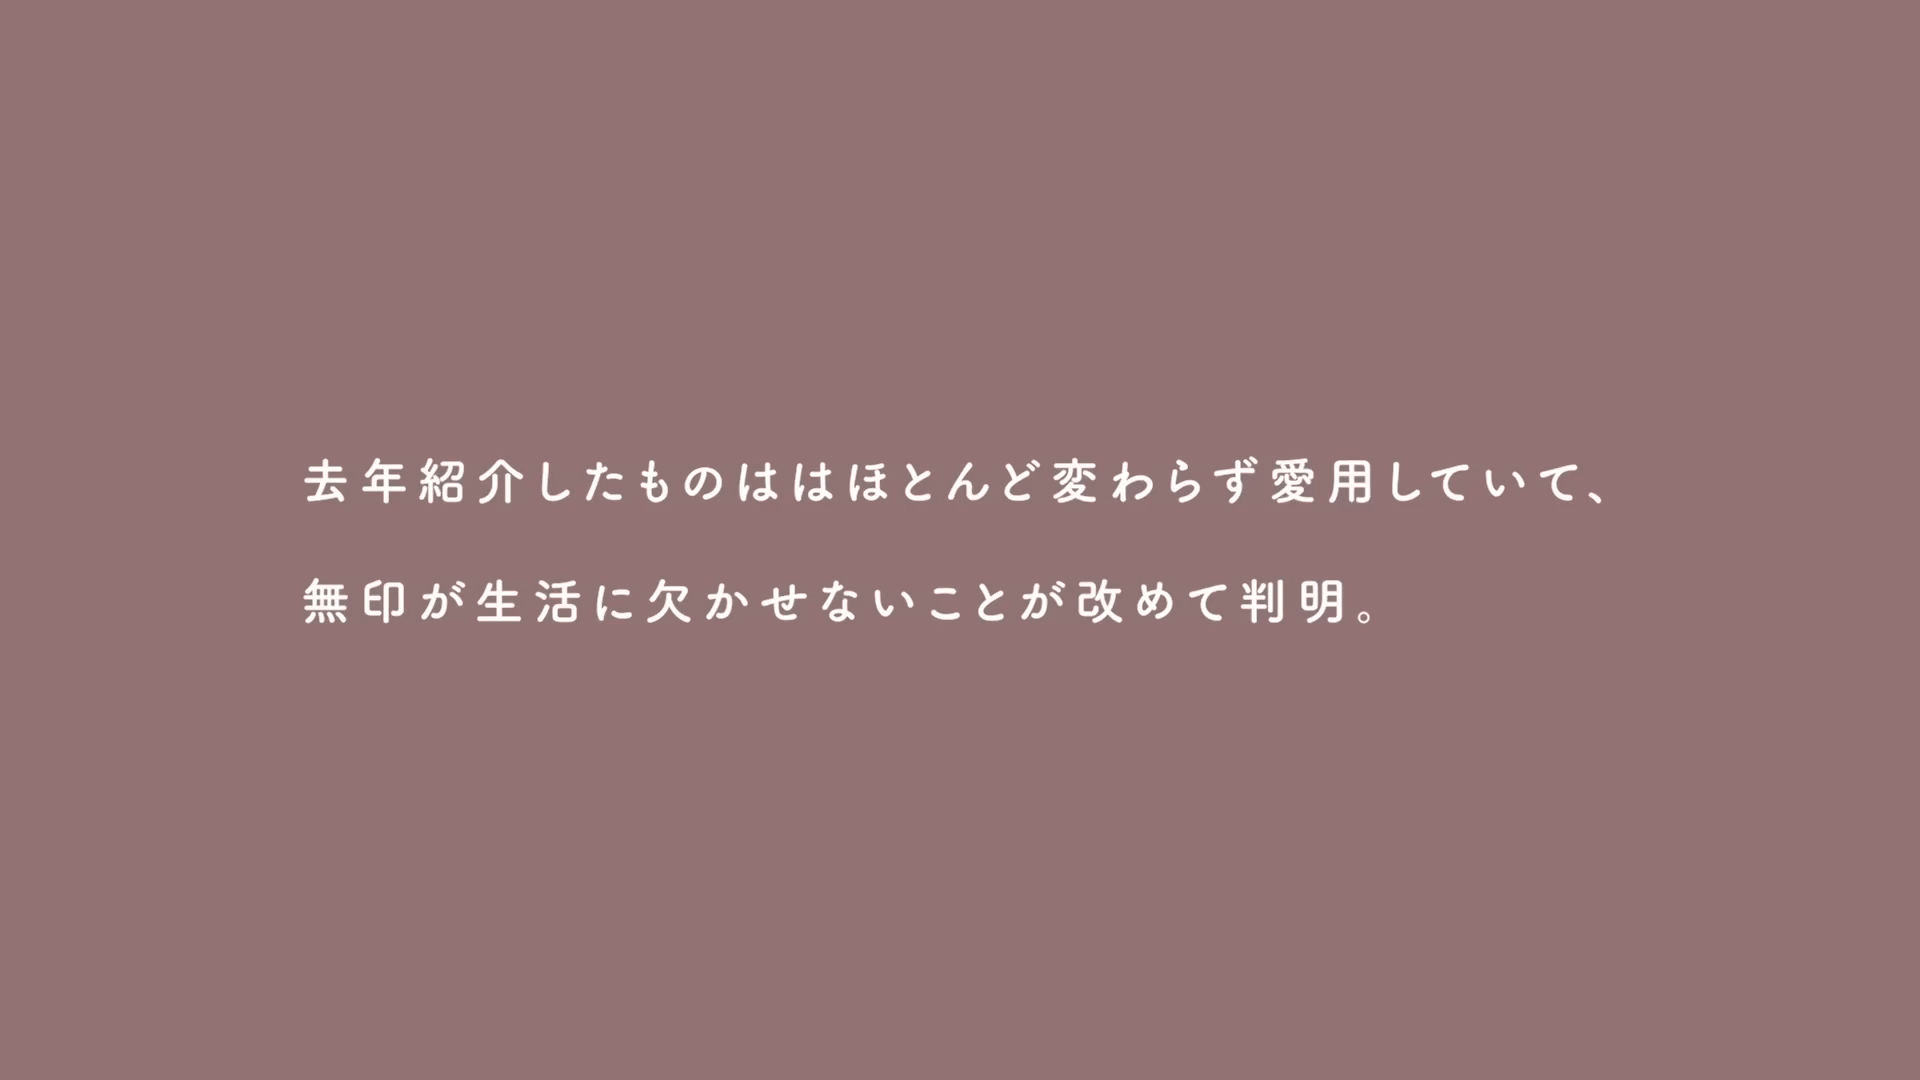 去年紹介したものははほとんど変わらず愛用していて、
無印が生活に欠かせないことが改めて判明。